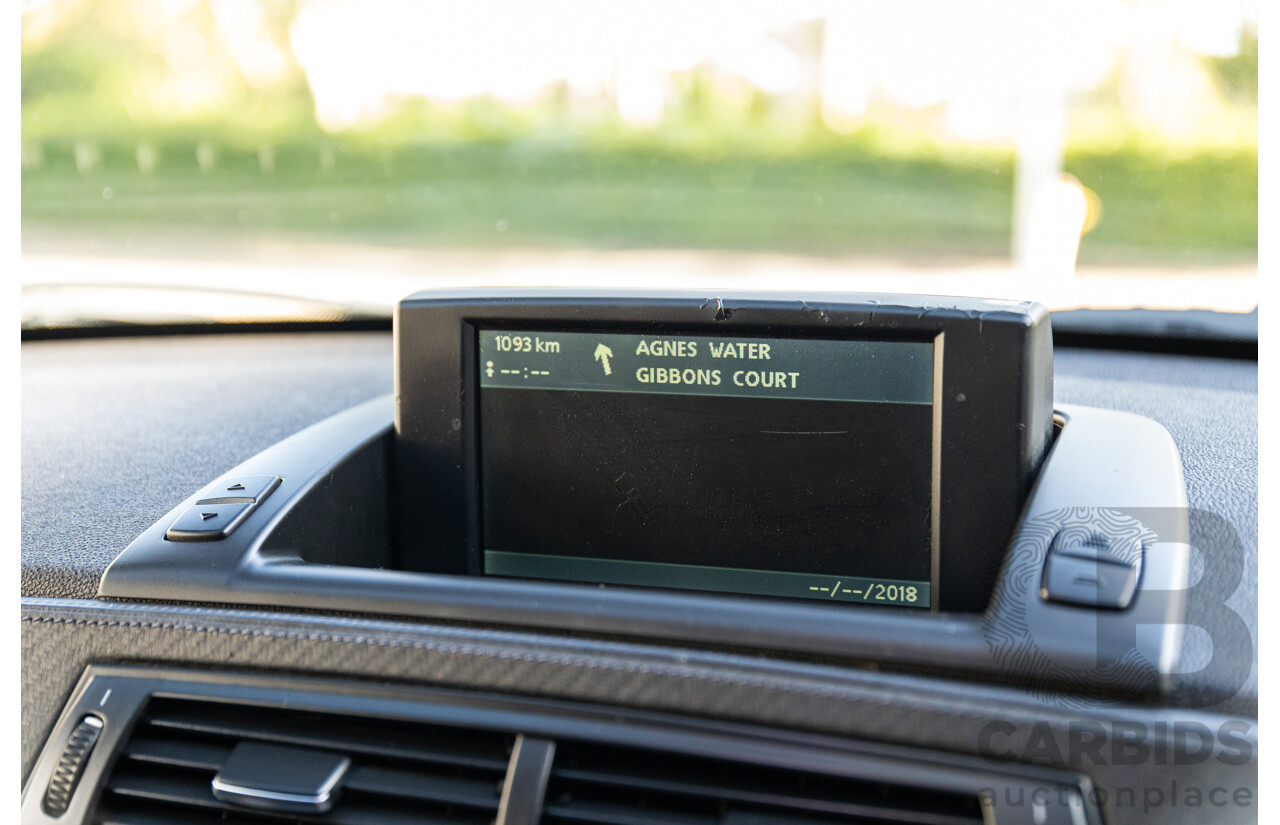 1093 km
--:--
AGNES WATER
GIBBONS COURT
--/--/2018
B
CARBIDS
auctionplace